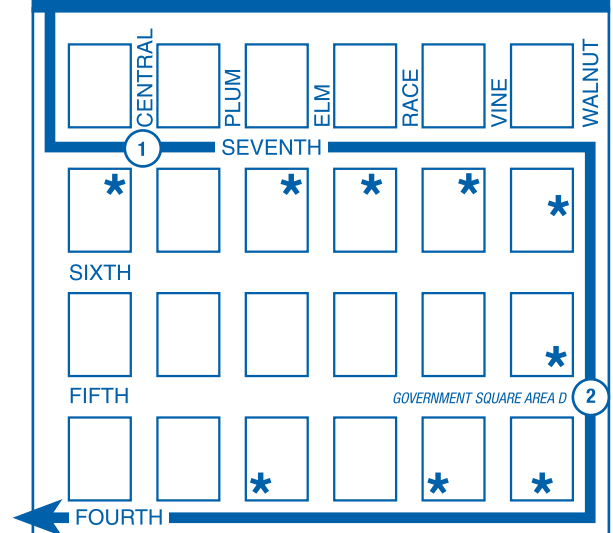 CENTRAL
PLUM
ELM
RACE
VINE
WALNUT
1
SEVENTH
*
*
*
*
*
SIXTH
*
FIFTH
GOVERNMENT SQUARE AREA D
2
*
*
*
FOURTH